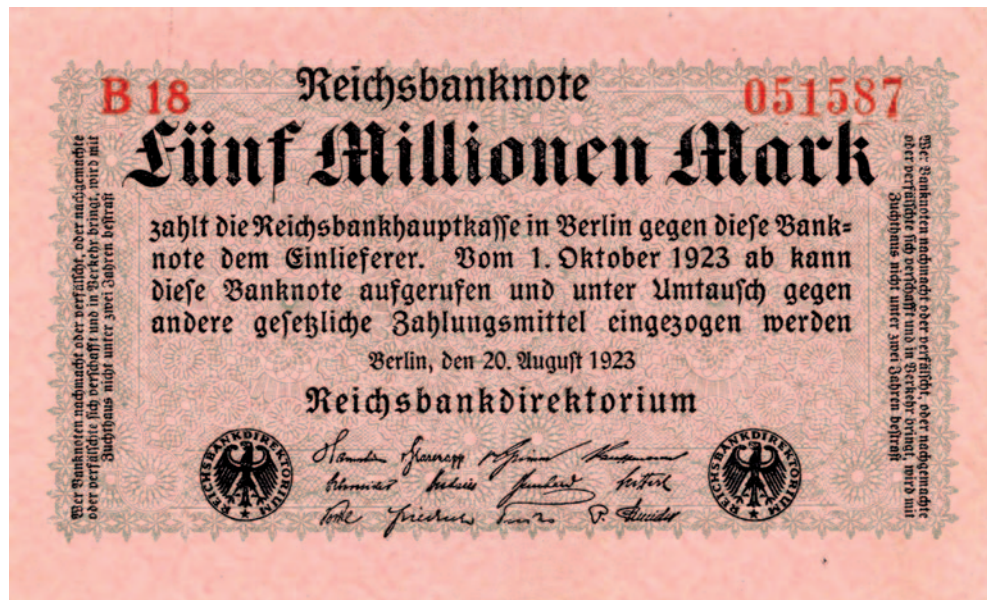 B 18
Reichsbanknote
051587
Fünf Millionen Mark
zahlt die Reichsbankhauptkasse in Berlin gegen diese Bank=
note dem Einlieferer. Vom 1. Oktober 1923 ab kann
diese Banknote aufgerufen und unter Umtausch gegen
andere gesetzliche Zahlungsmittel eingezogen werden
Berlin, den 20. August 1923
Reichsbankdirektorium
Wer Banknoten nachmacht oder verfälscht, oder nachgemachte
oder verfälschte sich verschafft und in Verkehr bringt, wird mit
Zuchthaus nicht unter zwei Jahren bestraft
Wer Banknoten nachmacht oder verfälscht, oder nachgemachte
oder verfälschte sich verschafft und in Verkehr bringt, wird mit
Zuchthaus nicht unter zwei Jahren bestraft
REICHSBANKDIREKTORIUM
REICHSBANKDIREKTORIUM